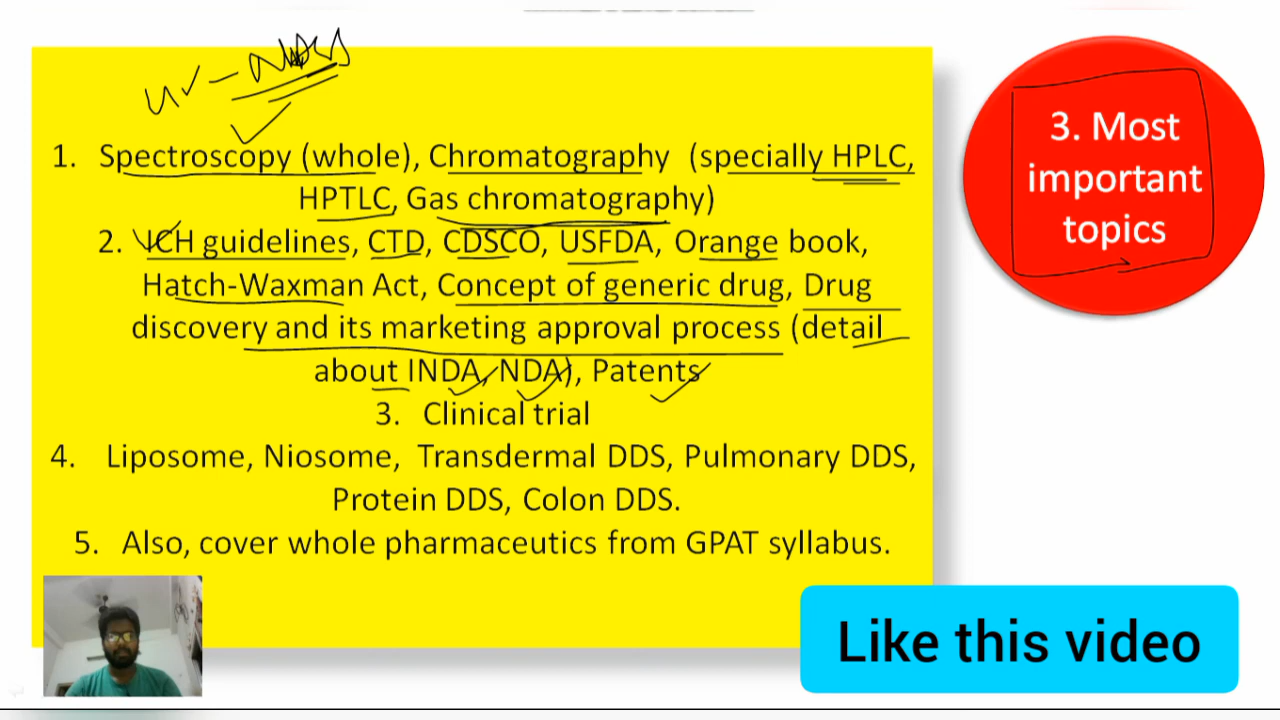 UV -
1. Spectroscopy (whole), Chromatography (specially HPLC,
HPTLC, Gas chromatography)
2. ICH guidelines, CTD, CDSCO, USFDA, Orange book,
Hatch-Waxman Act, Concept of generic drug, Drug
discovery and its marketing approval process (detail
about INDA, NDA), Patents
3. Clinical trial
4. Liposome, Niosome, Transdermal DDS, Pulmonary DDS,
Protein DDS, Colon DDS.
5. Also, cover whole pharmaceutics from GPAT syllabus.
3. Most
important
topics
Like this video